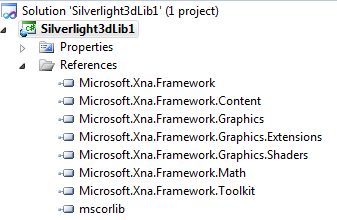 Solution 'Silverlight3dLib1' (1 project)
Silverlight3dLib1
Properties
References
Microsoft.Xna.Framework
Microsoft.Xna.Framework.Content
Microsoft.Xna.Framework.Graphics
Microsoft.Xna.Framework.Graphics.Extensions
Microsoft.Xna.Framework.Graphics.Shaders
Microsoft.Xna.Framework.Math
Microsoft.Xna.Framework.Toolkit
mscorlib